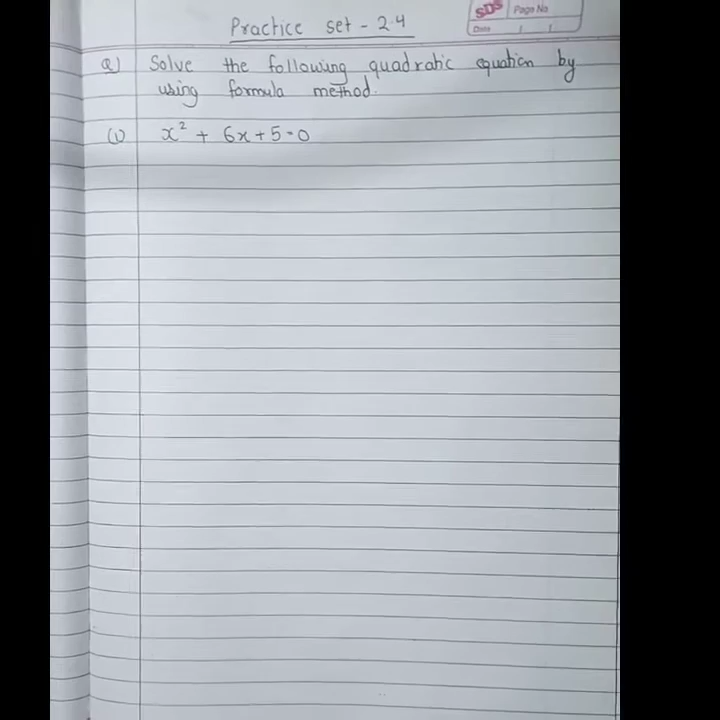 Practice set - 2.4
SDS Page No
Date
Q) Solve the following quadratic equation by
using formula method.
(1) x² + 6x + 5 = 0